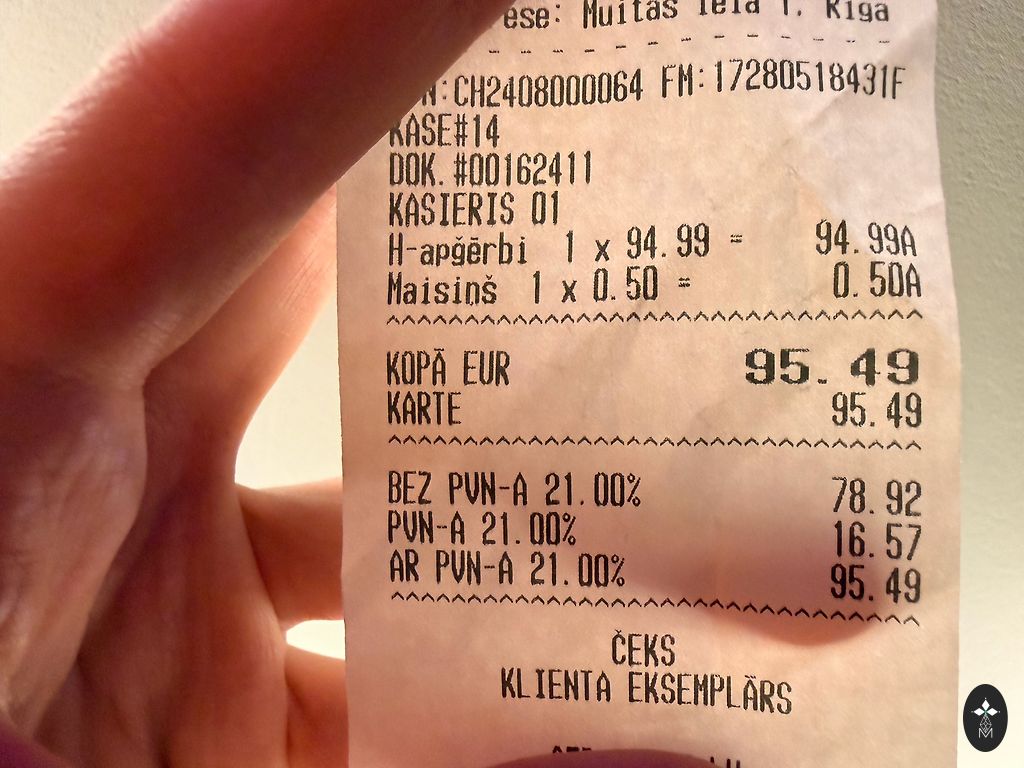 Muitas iela 1, Rīga
CH2408000064 FM:17280518431F
KASE#14
DOK. #00162411
KASIERIS 01
H-apģērbi 1 x 94.99 = 94.99A
Maisiņš 1 x 0.50 = 0.50A
KOPĀ EUR 95.49
KARTE 95.49
BEZ PVN-A 21.00% 78.92
PVN-A 21.00% 16.57
AR PVN-A 21.00% 95.49
ČEKS
KLIENTA EKSEMPLĀRS